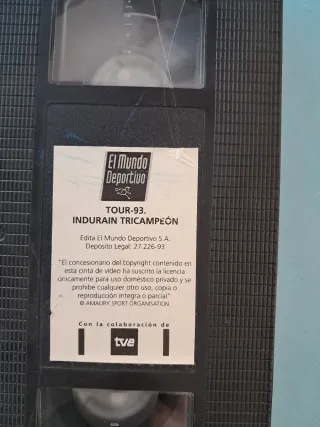 El Mundo
Deportivo
TOUR-93.
INDURAIN TRICAMPEÓN
Edita El Mundo Deportivo S.A.
Depósito Legal: 27.226-93
"El concesionario del copyright contenido en
esta cinta de vídeo ha suscrito la licencia
únicamente para uso doméstico privado y se
prohíbe cualquier otro uso, copia o
reproducción íntegra o parcial"
© AMAURY SPORT ORGANISATION
Con la colaboración de
tve